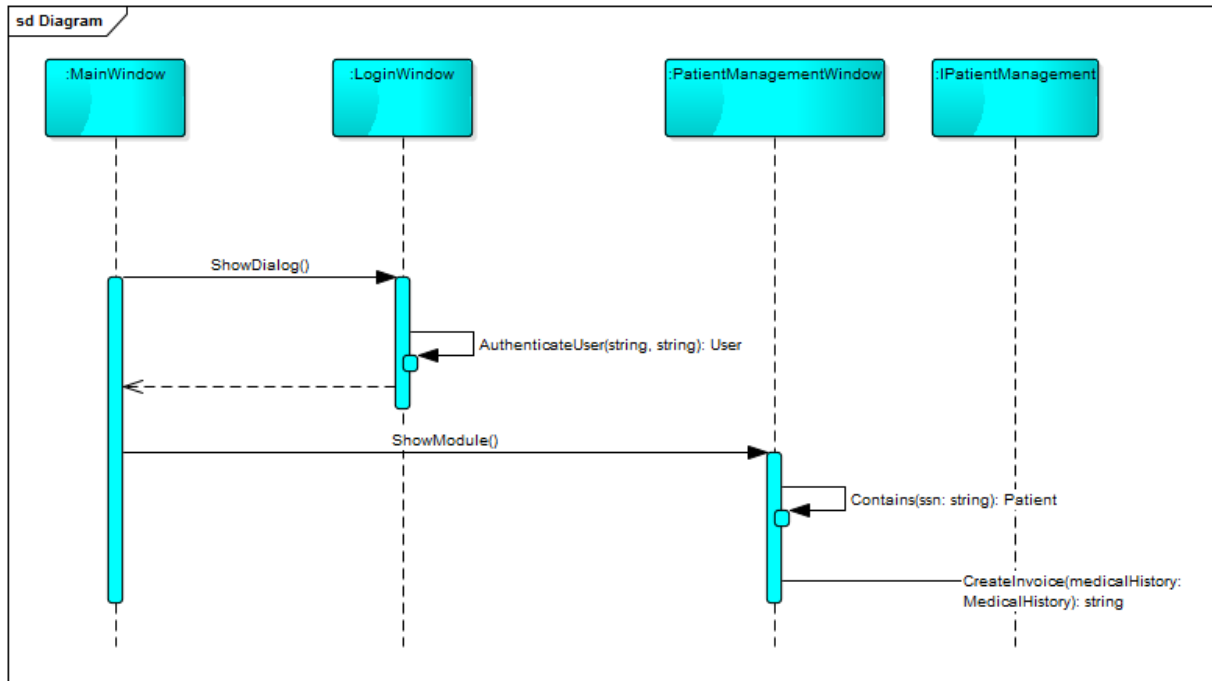 sd Diagram
:MainWindow
:LoginWindow
:PatientManagementWindow
:IPatientManagement
ShowDialog()
AuthenticateUser(string, string): User
ShowModule()
Contains(ssn: string): Patient
CreateInvoice(medicalHistory:
MedicalHistory): string